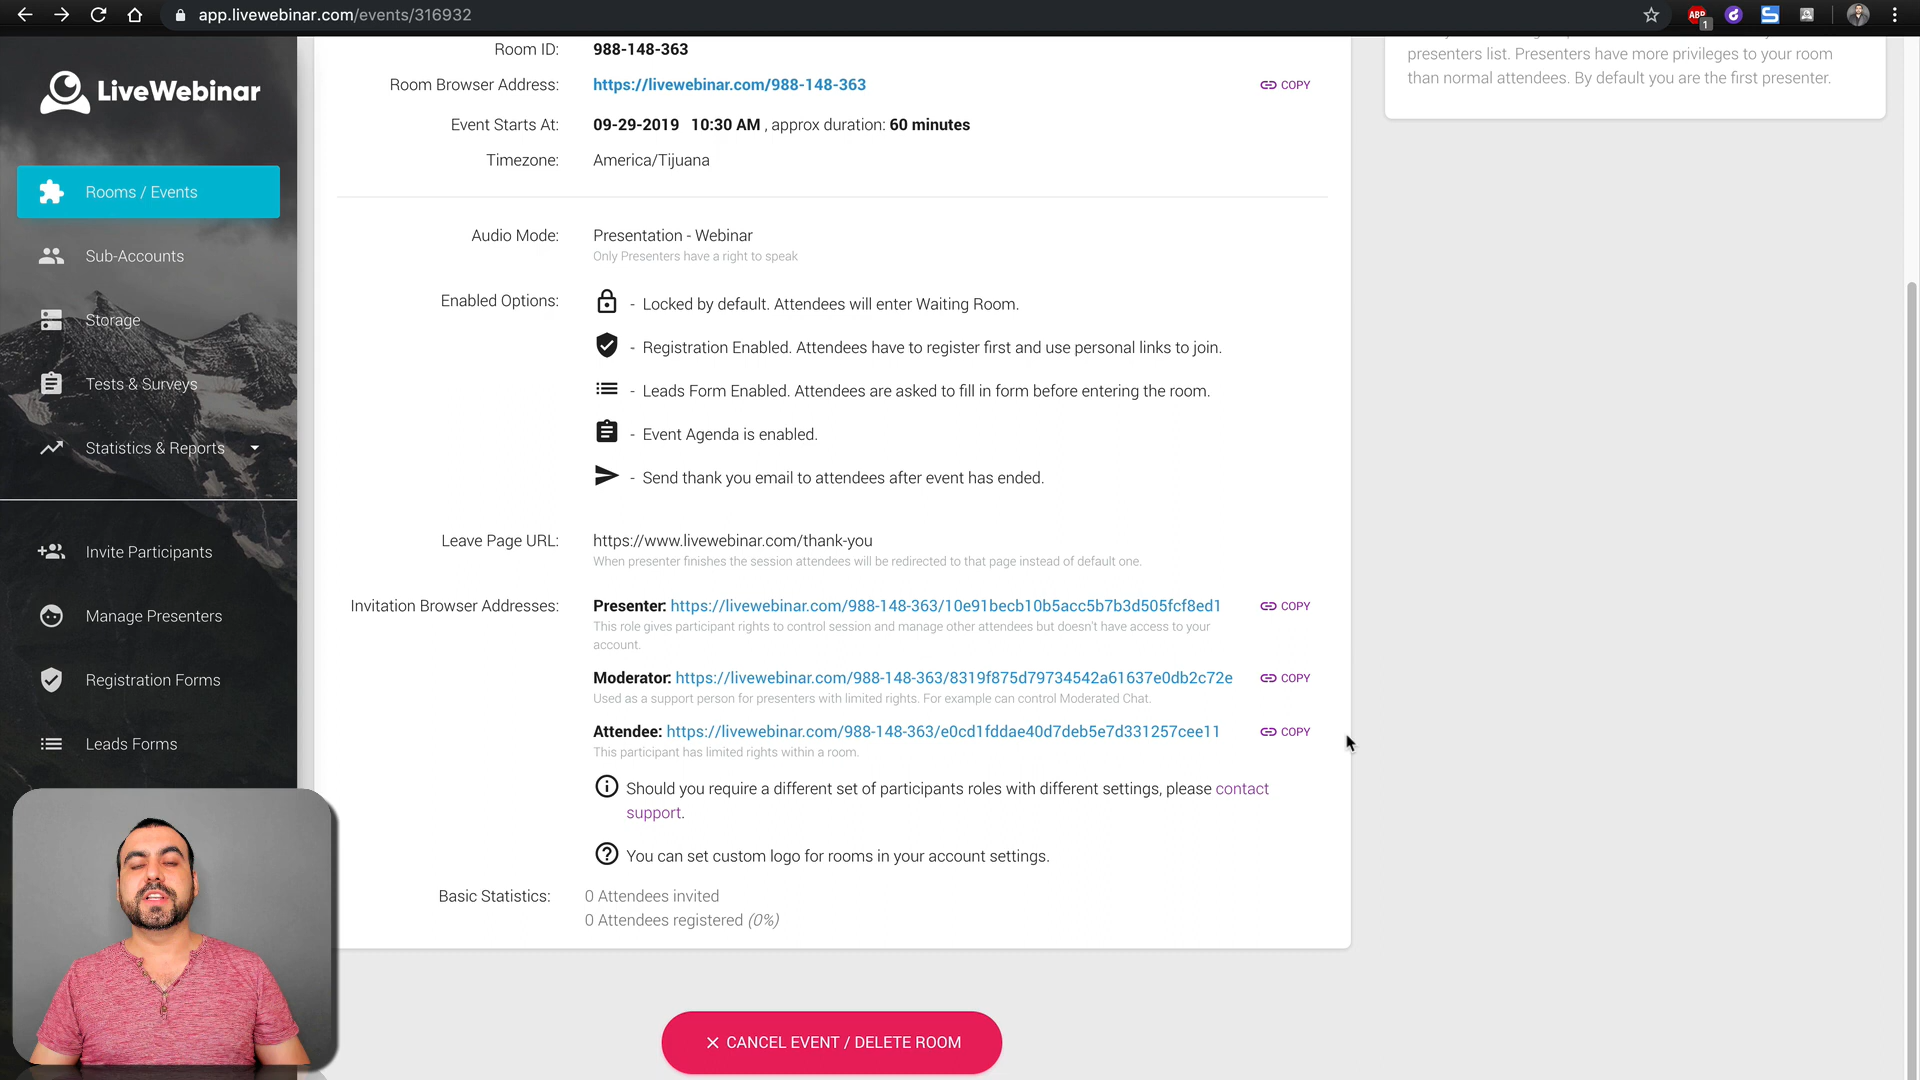 app.livewebinar.com/events/316932
ABP
1
Room ID: 988-148-363
presenters list. Presenters have more privileges to your room
than normal attendees. By default you are the first presenter.
LiveWebinar
Room Browser Address: https://livewebinar.com/988-148-363 COPY
Event Starts At: 09-29-2019 10:30 AM , approx duration: 60 minutes
Timezone: America/Tijuana
Rooms / Events
Sub-Accounts
Storage
Tests & Surveys
Statistics & Reports
Invite Participants
Manage Presenters
Registration Forms
Leads Forms
Audio Mode: Presentation - Webinar
Only Presenters have a right to speak
Enabled Options: - Locked by default. Attendees will enter Waiting Room.
- Registration Enabled. Attendees have to register first and use personal links to join.
- Leads Form Enabled. Attendees are asked to fill in form before entering the room.
- Event Agenda is enabled.
- Send thank you email to attendees after event has ended.
Leave Page URL: https://www.livewebinar.com/thank-you
When presenter finishes the session attendees will be redirected to that page instead of default one.
Invitation Browser Addresses: Presenter: https://livewebinar.com/988-148-363/10e91becb10b5acc5b7b3d505fcf8ed1 COPY
This role gives participant rights to control session and manage other attendees but doesn't have access to your
account.
Moderator: https://livewebinar.com/988-148-363/8319f875d79734542a61637e0db2c72e COPY
Used as a support person for presenters with limited rights. For example can control Moderated Chat.
Attendee: https://livewebinar.com/988-148-363/e0cd1fddae40d7deb5e7d331257cee11 COPY
This participant has limited rights within a room.
Should you require a different set of participants roles with different settings, please contact
support.
You can set custom logo for rooms in your account settings.
Basic Statistics: 0 Attendees invited
0 Attendees registered (0%)
CANCEL EVENT / DELETE ROOM